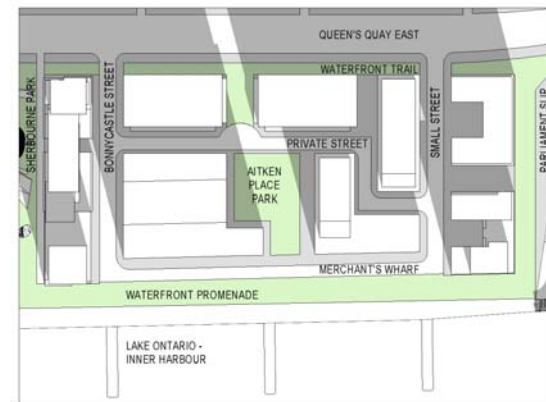 QUEEN'S QUAY EAST
WATERFRONT TRAIL
SHERBOURNE PARK
BONNYCASTLE STREET
PRIVATE STREET
SMALL STREET
PARLIAMENT SLIP
AITKEN
PLACE
PARK
MERCHANT'S WHARF
WATERFRONT PROMENADE
LAKE ONTARIO -
INNER HARBOUR